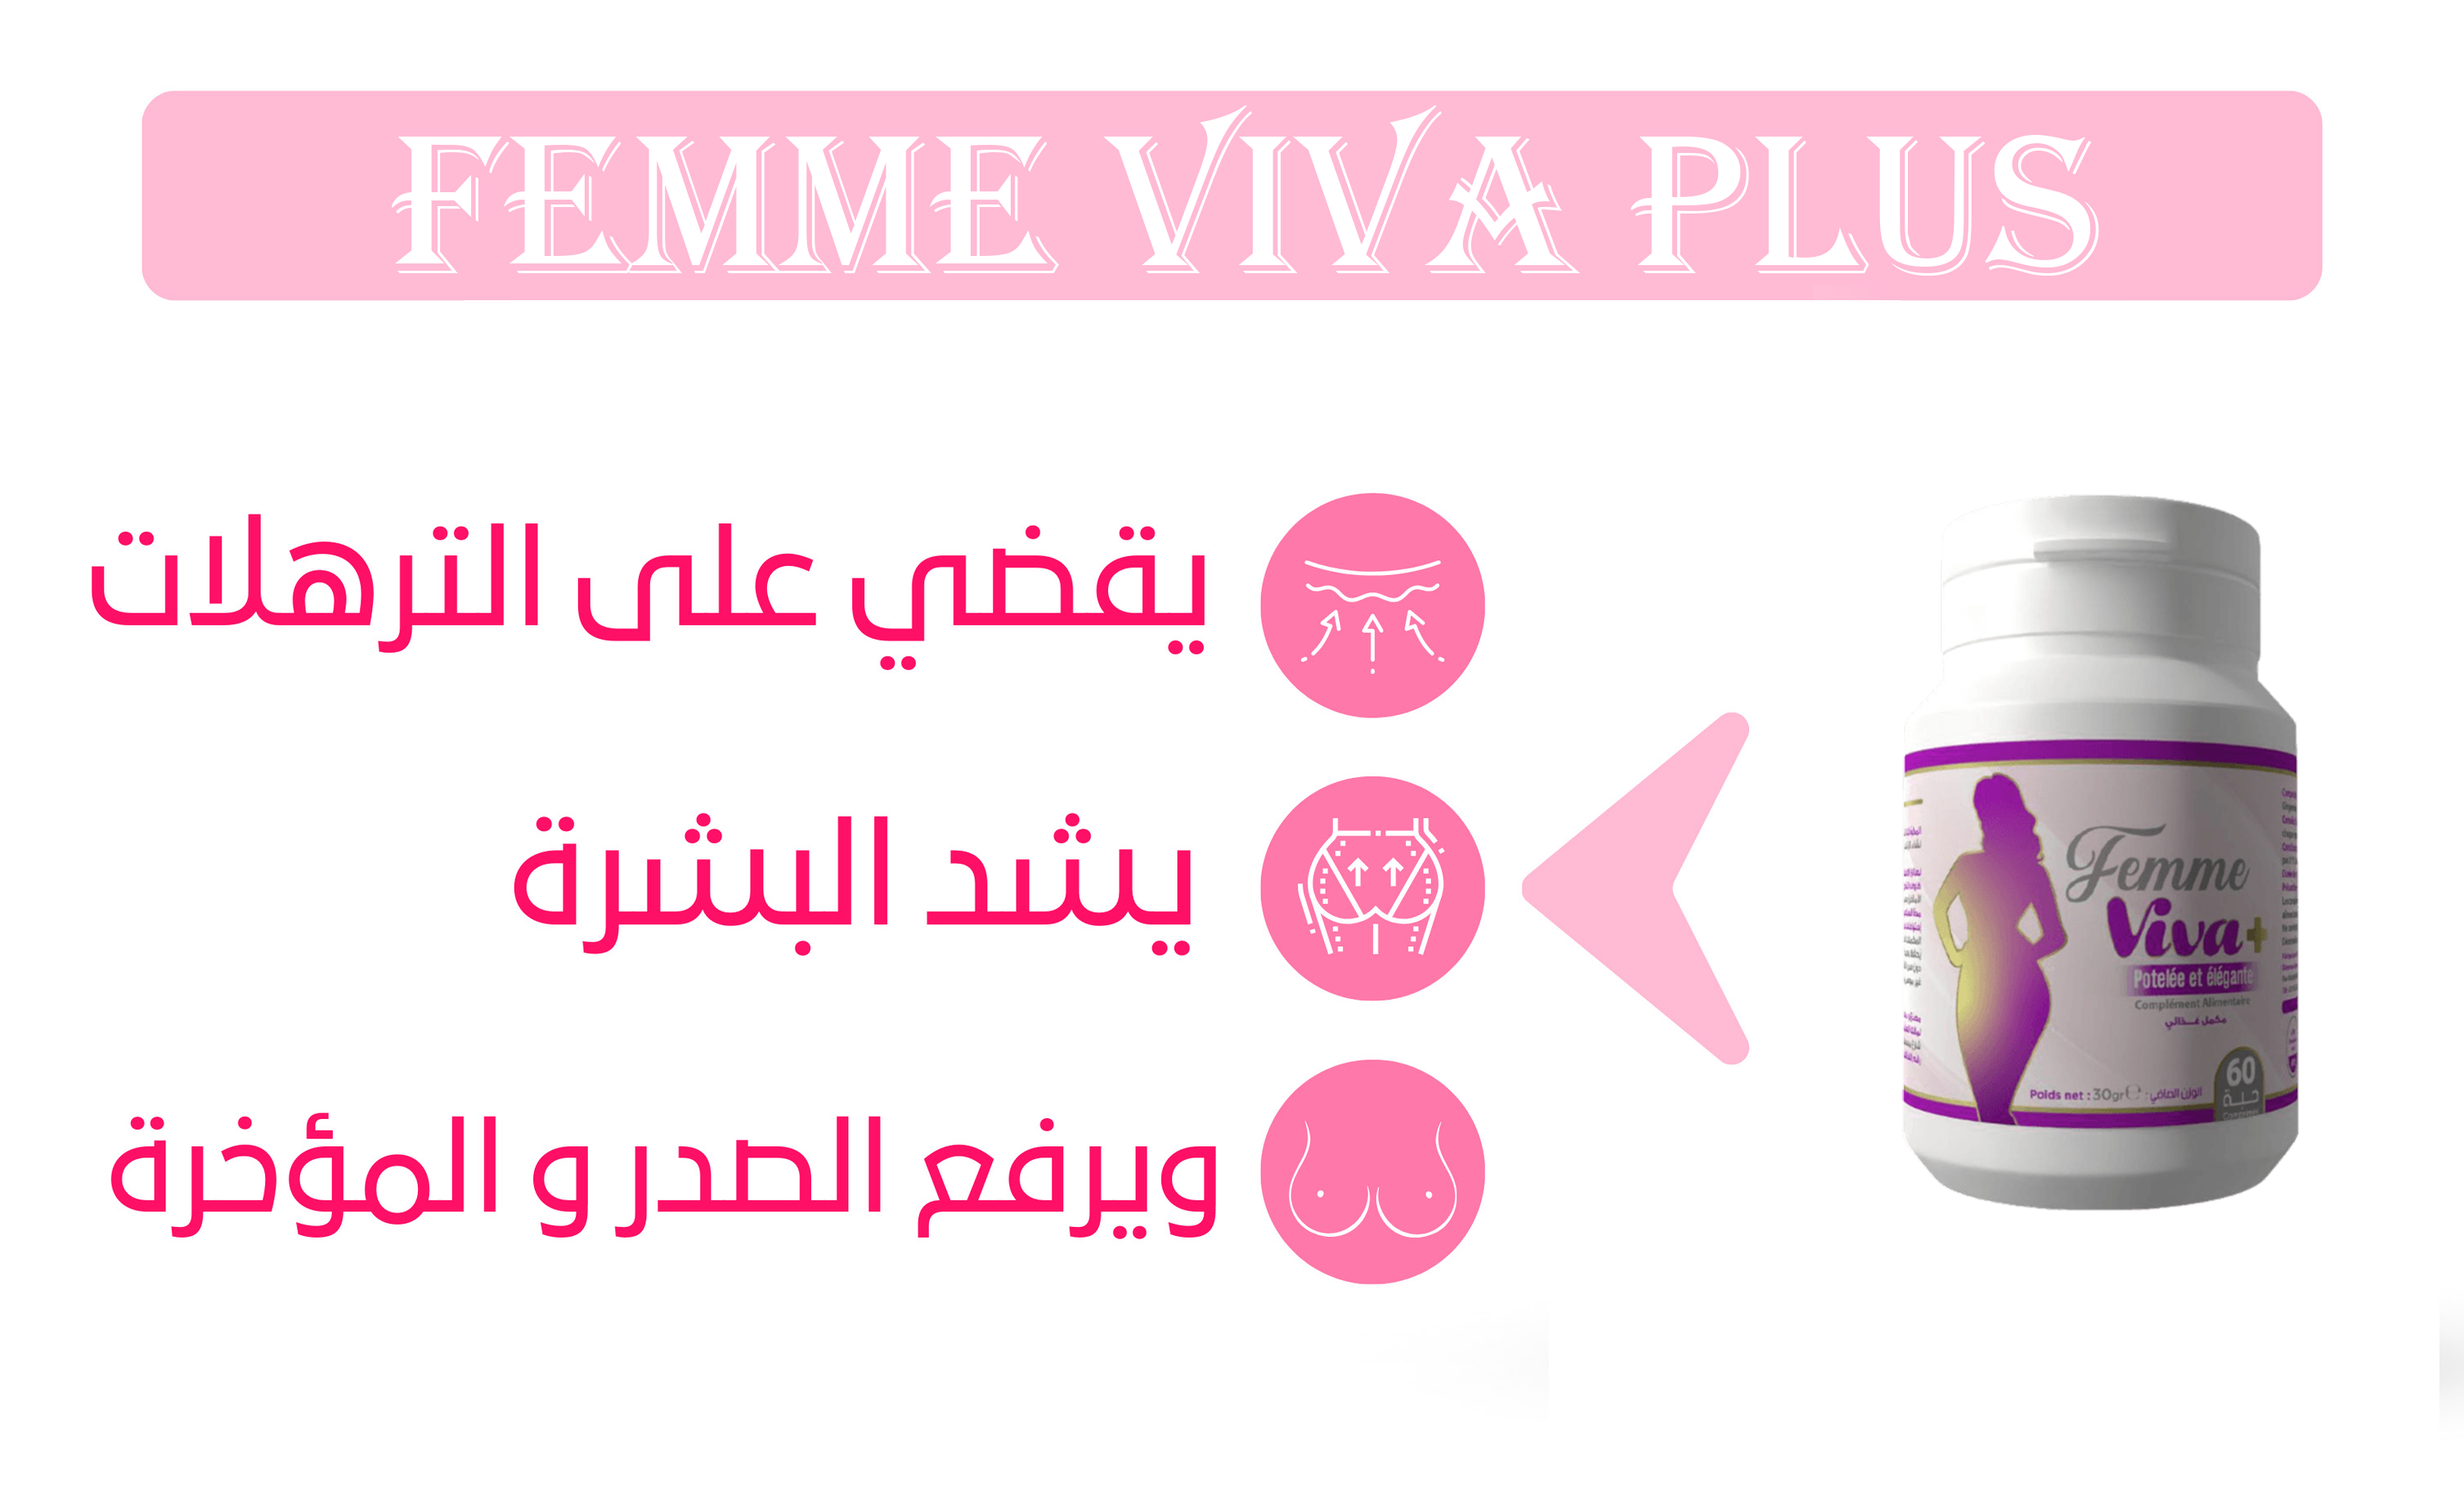 FEMME VIVA PLUS
يقضي على الترهلات
يشد البشرة
ويرفع الصدر و المؤخرة
Femme
Viva+
Potelée et élégante
Complément Alimentaire
مكمل غذائي
60
حبة
Poids net : 30gr e : الوزن الصافي